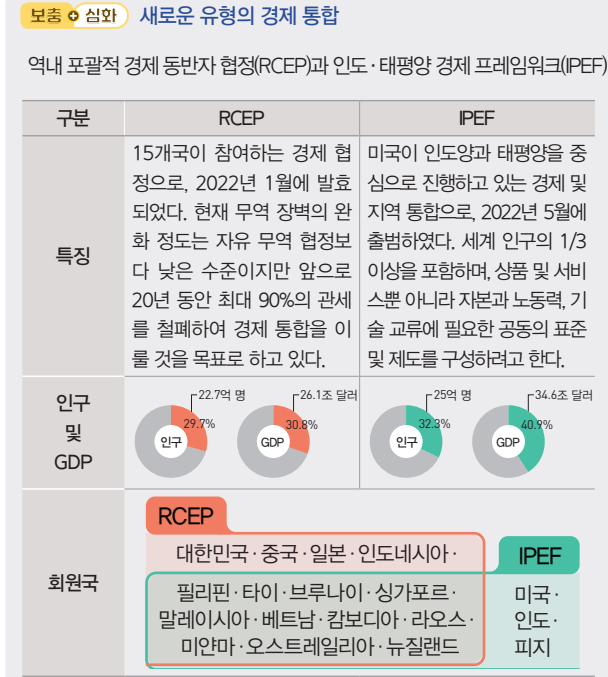 보충 심화 새로운 유형의 경제 통합
역내 포괄적 경제 동반자 협정(RCEP)과 인도·태평양 경제 프레임워크(IPEF)
구분 RCEP IPEF
특징
15개국이 참여하는 경제 협
정으로, 2022년 1월에 발효
되었다. 현재 무역 장벽의 완
화 정도는 자유 무역 협정보
다 낮은 수준이지만 앞으로
20년 동안 최대 90%의 관세
를 철폐하여 경제 통합을 이
룰 것을 목표로 하고 있다.
미국이 인도양과 태평양을 중
심으로 진행하고 있는 경제 및
지역 통합으로, 2022년 5월에
출범하였다. 세계 인구의 1/3
이상을 포함하며, 상품 및 서비
스뿐 아니라 자본과 노동력, 기
술 교류에 필요한 공동의 표준
및 제도를 구성하려고 한다.
인구
및
GDP
22.7억 명
29.7%
인구
26.1조 달러
30.8%
GDP
25억 명
32.3%
인구
34.6조 달러
40.9%
GDP
회원국
RCEP
대한민국·중국·일본·인도네시아·
필리핀·타이·브루나이·싱가포르·
말레이시아·베트남·캄보디아·라오스·
미얀마·오스트레일리아·뉴질랜드
IPEF
미국·
인도·
피지